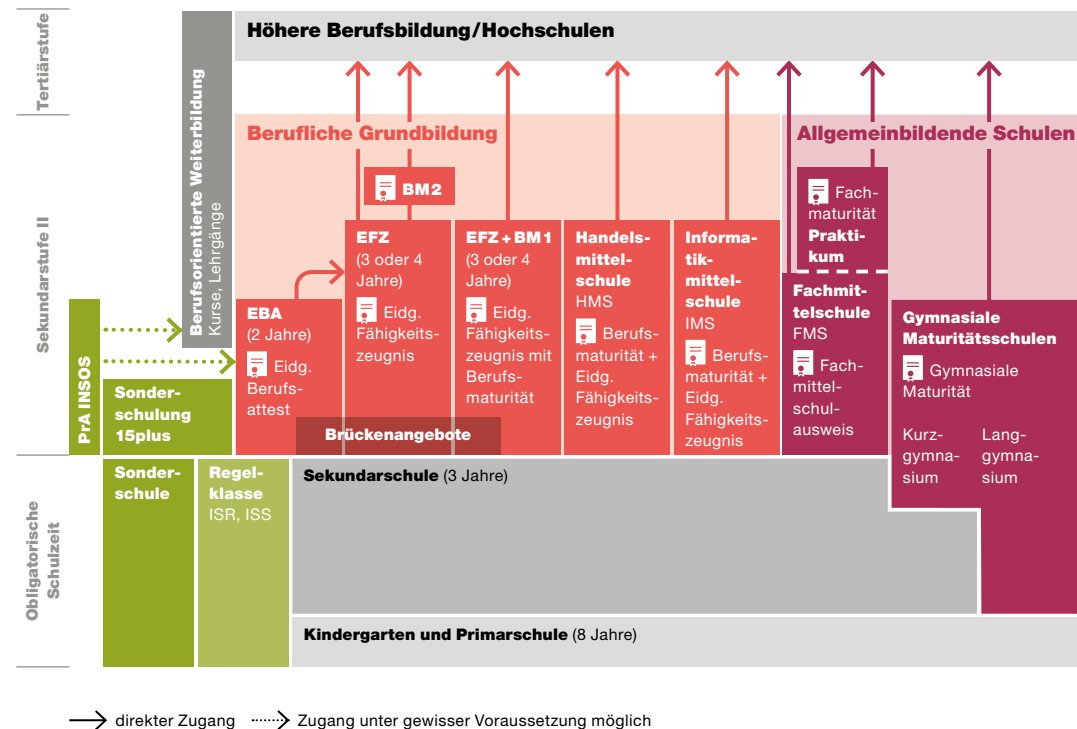 Tertiärstufe
Sekundarstufe II
Obligatorische
Schulzeit
Höhere Berufsbildung/Hochschulen
Berufsorientierte Weiterbildung
Kurse, Lehrgänge
Berufliche Grundbildung
Allgemeinbildende Schulen
BM2
PrA INSOS
Sonder-
schulung
15plus
EBA
(2 Jahre)
Eidg.
Berufs-
attest
EFZ
(3 oder 4
Jahre)
Eidg.
Fähigkeits-
zeugnis
EFZ + BM1
(3 oder 4
Jahre)
Eidg.
Fähigkeits-
zeugnis mit
Berufs-
maturität
Handels-
mittel-
schule
HMS
Berufs-
maturität +
Eidg.
Fähigkeits-
zeugnis
Informa-
tik-
mittel-
schule
IMS
Berufs-
maturität +
Eidg.
Fähigkeits-
zeugnis
Fach-
maturität
Prakti-
kum
Fachmit-
telschule
FMS
Fach-
mittel-
schul-
ausweis
Gymnasiale
Maturitätsschulen
Gymnasiale
Maturität
Kurz-
gymna-
sium
Lang-
gymna-
sium
Brückenangebote
Sonder-
schule
Regel-
klasse
ISR, ISS
Sekundarschule (3 Jahre)
Kindergarten und Primarschule (8 Jahre)
direkter Zugang
Zugang unter gewisser Voraussetzung möglich